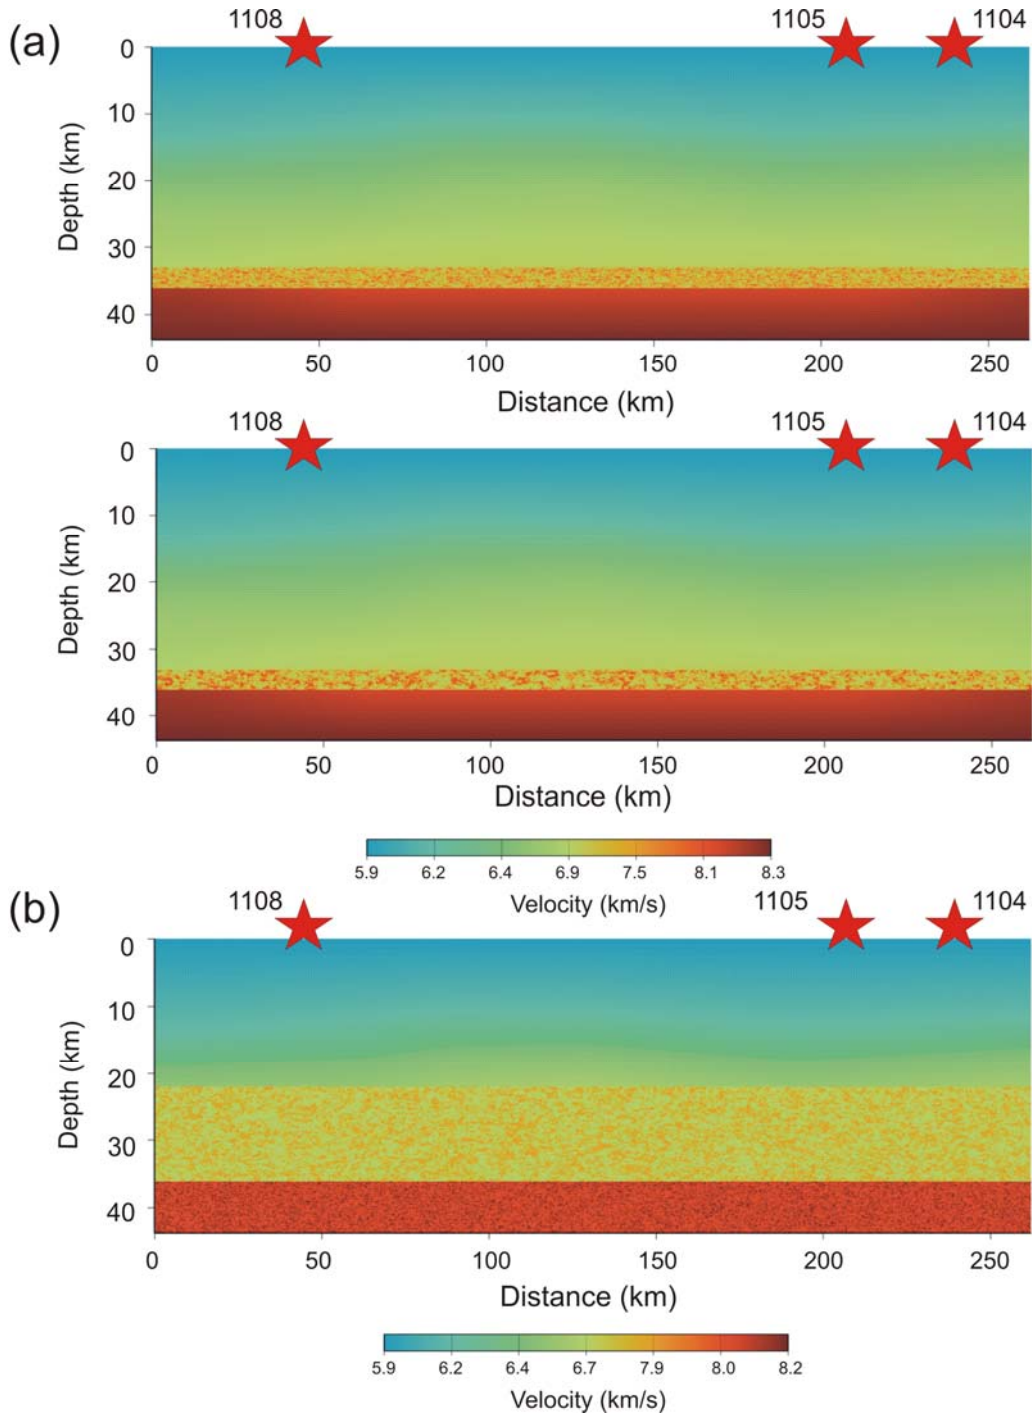 (a)
1108 1105 1104
0
10
20
30
40
Depth (km)
0 50 100 150 200 250
Distance (km)
1108 1105 1104
0
10
20
30
40
Depth (km)
0 50 100 150 200 250
Distance (km)
5.9 6.2 6.4 6.9 7.5 8.1 8.3
Velocity (km/s)
(b)
1108 1105 1104
0
10
20
30
40
Depth (km)
0 50 100 150 200 250
Distance (km)
5.9 6.2 6.4 6.7 7.9 8.0 8.2
Velocity (km/s)